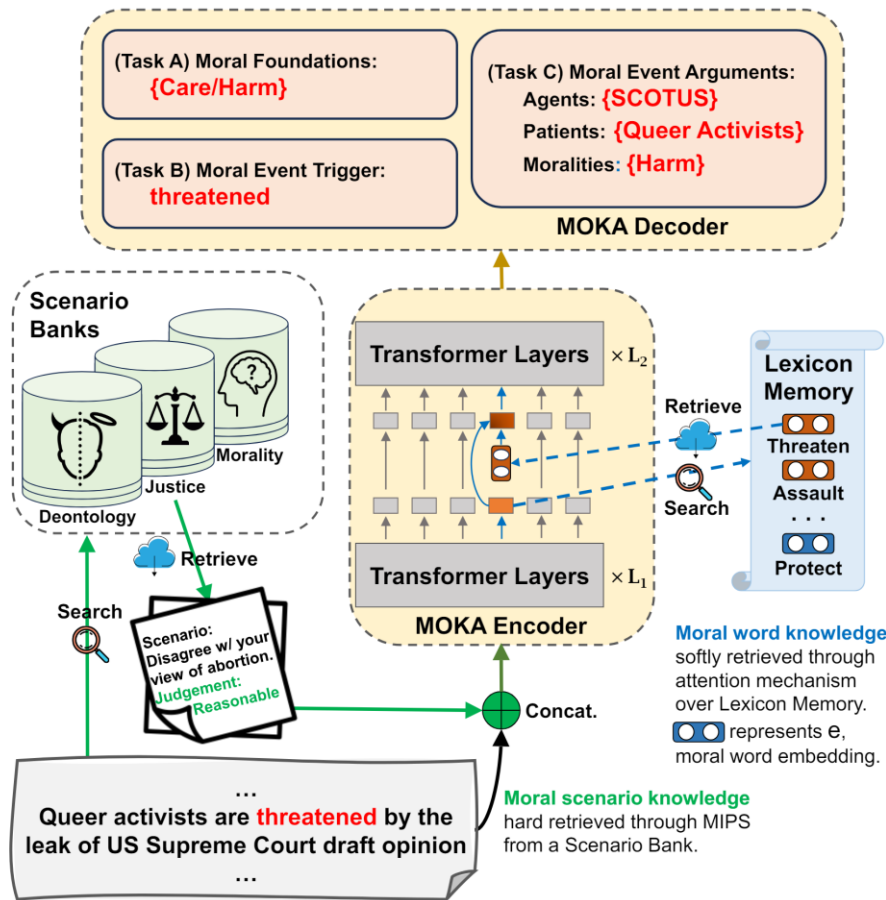 (Task A) Moral Foundations:
{Care/Harm}
(Task B) Moral Event Trigger:
threatened
(Task C) Moral Event Arguments:
Agents: {SCOTUS}
Patients: {Queer Activists}
Moralities: {Harm}
MOKA Decoder
Scenario
Banks
Morality
Justice
Deontology
Retrieve
Search
Scenario:
Disagree w/ your
view of abortion.
Judgement:
Reasonable
Transformer Layers × L₂
Transformer Layers × L₁
MOKA Encoder
Concat.
Retrieve
Search
Lexicon
Memory
Threaten
Assault
. . .
Protect
Moral word knowledge
softly retrieved through
attention mechanism
over Lexicon Memory.
represents e,
moral word embedding.
...
Queer activists are threatened by the
leak of US Supreme Court draft opinion
...
Moral scenario knowledge
hard retrieved through MIPS
from a Scenario Bank.